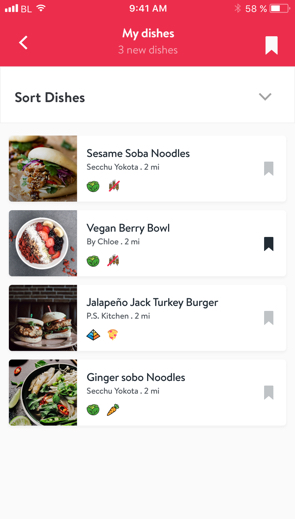 BL 9:41 AM 58 %
My dishes
3 new dishes
Sort Dishes
Sesame Soba Noodles
Secchu Yokota . 2 mi
Vegan Berry Bowl
By Chloe . 2 mi
Jalapeño Jack Turkey Burger
P.S. Kitchen . 2 mi
Ginger sobo Noodles
Secchu Yokota . 2 mi